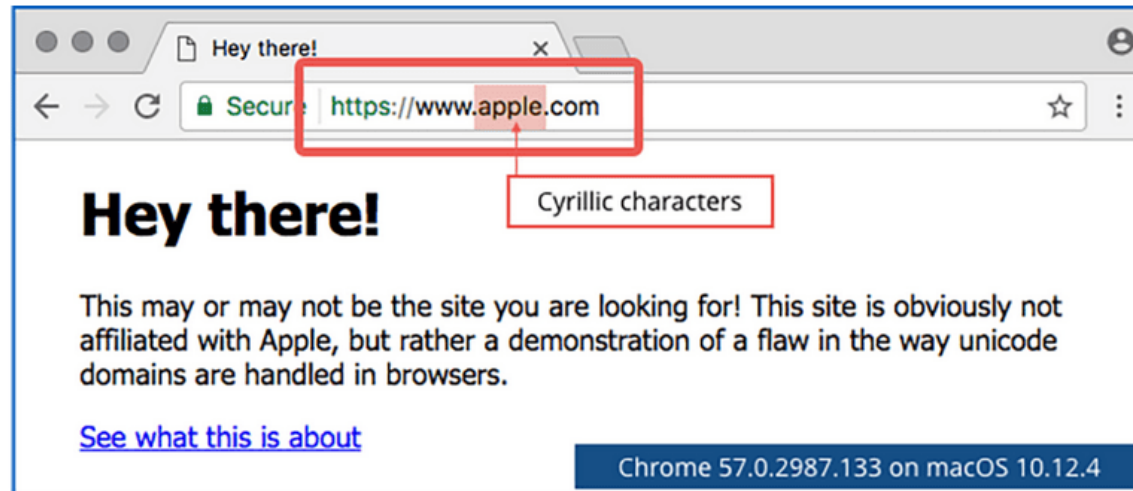 Hey there!
Secure https://www.apple.com
Cyrillic characters
Hey there!
This may or may not be the site you are looking for! This site is obviously not
affiliated with Apple, but rather a demonstration of a flaw in the way unicode
domains are handled in browsers.
See what this is about
Chrome 57.0.2987.133 on macOS 10.12.4